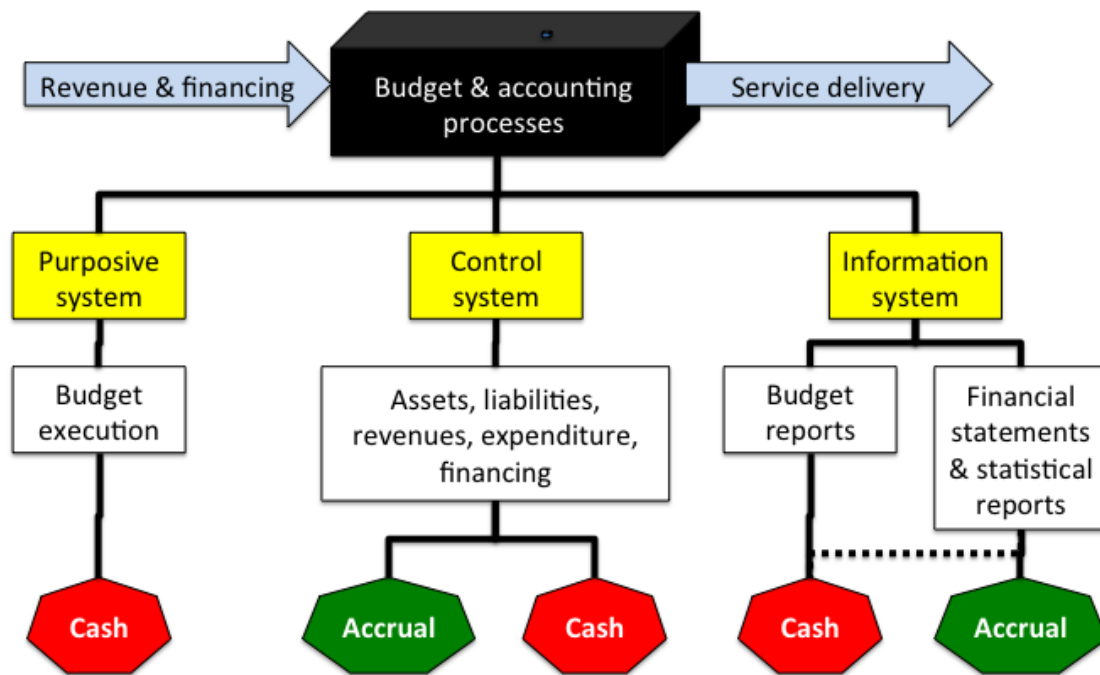 Revenue & financing
Budget & accounting
processes
Service delivery
Purposive
system
Control
system
Information
system
Budget
execution
Assets, liabilities,
revenues, expenditure,
financing
Budget
reports
Financial
statements
& statistical
reports
Cash
Accrual
Cash
Cash
Accrual